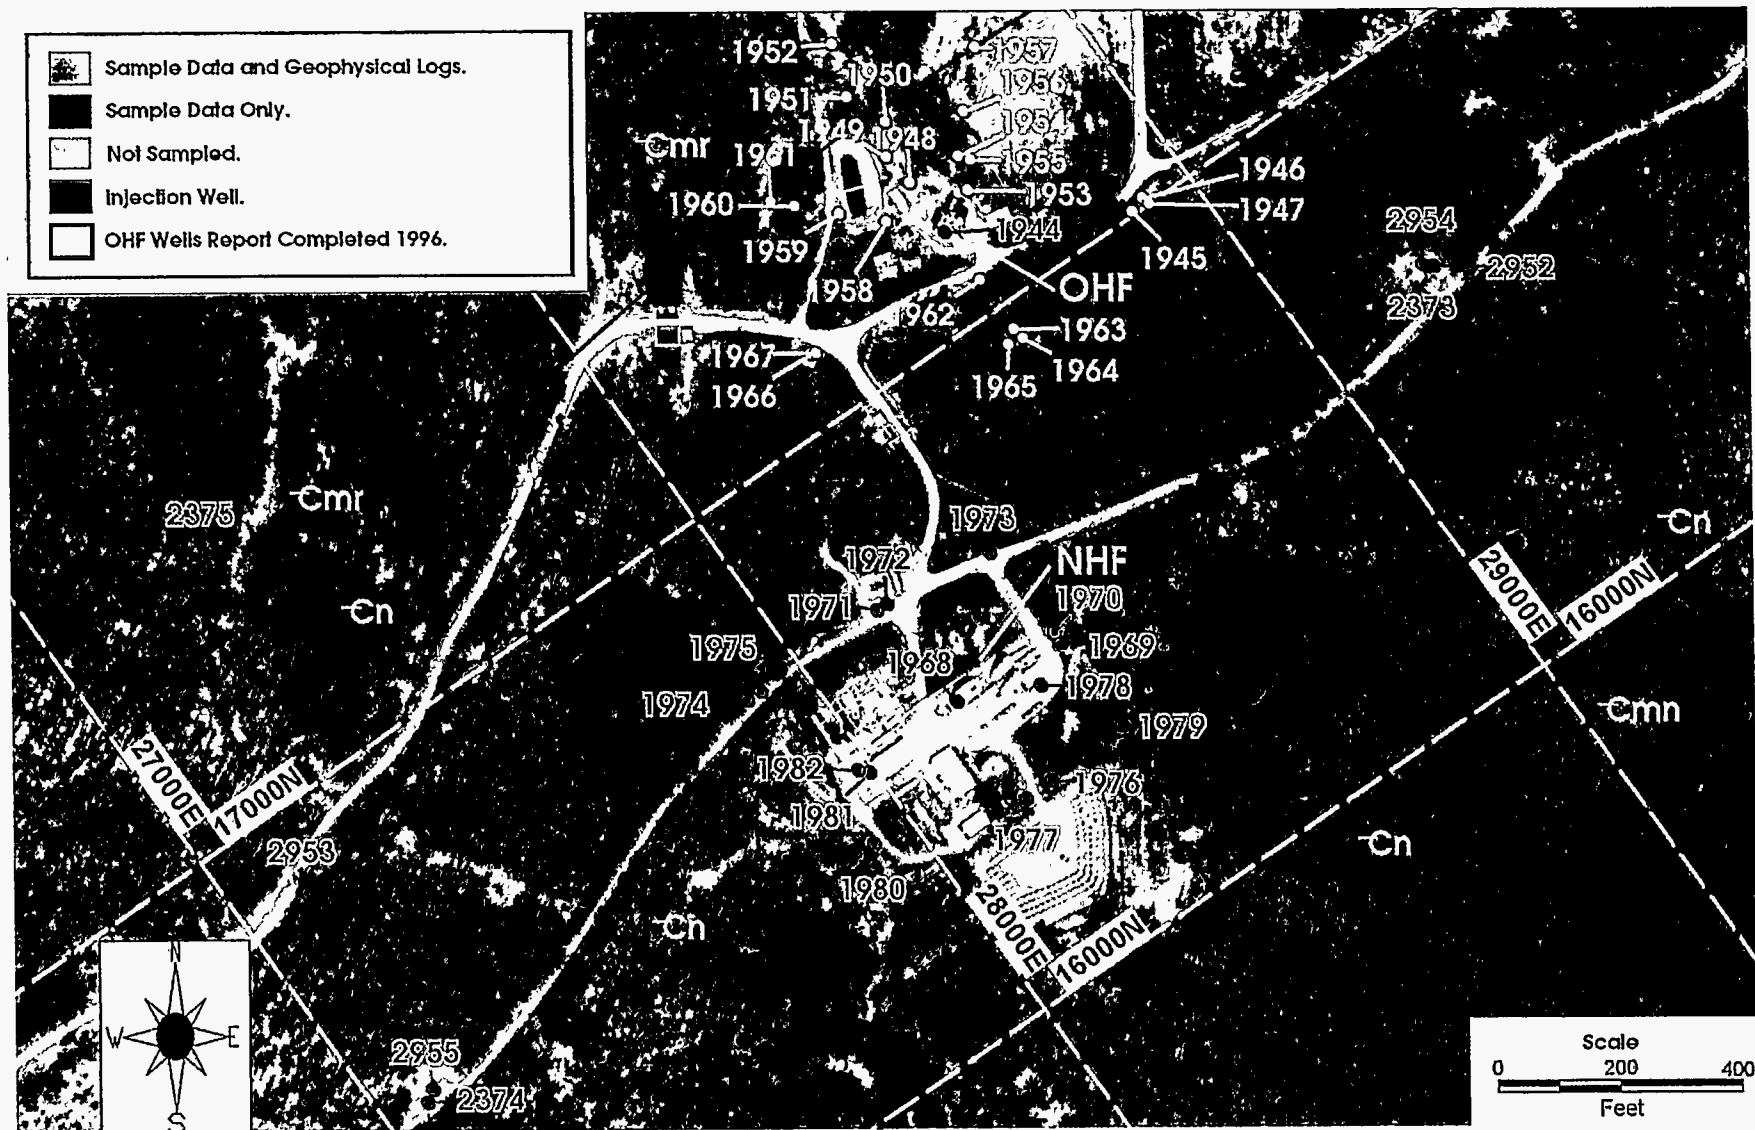 Sample Data and Geophysical Logs.
Sample Data Only.
Not Sampled.
Injection Well.
OHF Wells Report Completed 1996.
1952
1957
1950
1956
1951
1954
1949
1948
Cmr
1961
1955
1946
1953
1960
1947
2954
1944
1959
1945
2952
1958
OHF
2373
1962
1963
1967
1964
1965
1966
2375
Cmr
1973
Cn
NHF
1972
29000E
16000N
1970
1971
Cn
1975
1969
1968
1978
1974
Cmn
1979
27000E
17000N
1982
1976
1981
2953
1977
Cn
1980
28000E
16000N
Cn
N
W
E
S
2955
2374
Scale
0 200 400
Feet